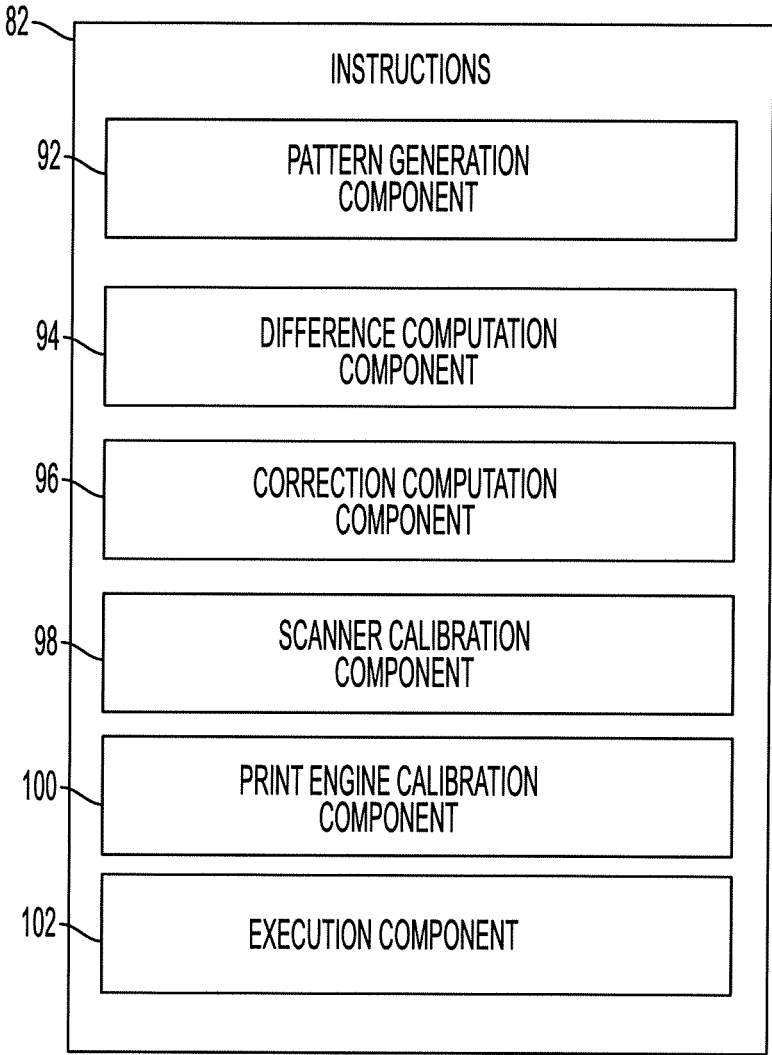 82
INSTRUCTIONS
92
PATTERN GENERATION
COMPONENT
94
DIFFERENCE COMPUTATION
COMPONENT
96
CORRECTION COMPUTATION
COMPONENT
98
SCANNER CALIBRATION
COMPONENT
100
PRINT ENGINE CALIBRATION
COMPONENT
102
EXECUTION COMPONENT